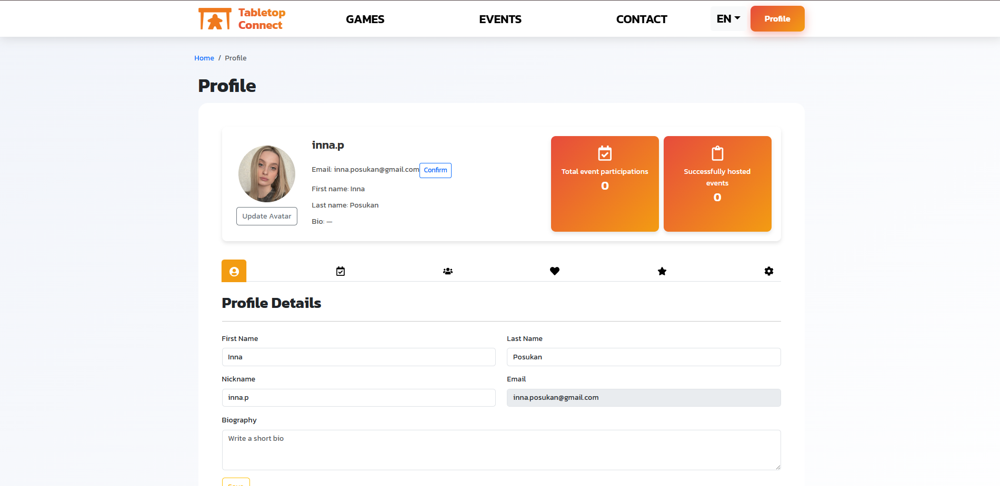 Tabletop
Connect
GAMES
EVENTS
CONTACT
EN
Profile
Home / Profile
Profile
inna.p
Email: inna.posukan@gmail.com
Confirm
First name: Inna
Last name: Posukan
Bio: —
Update Avatar
Total event participations
0
Successfully hosted
events
0
Profile Details
First Name
Last Name
Inna
Posukan
Nickname
Email
inna.p
inna.posukan@gmail.com
Biography
Write a short bio
Save